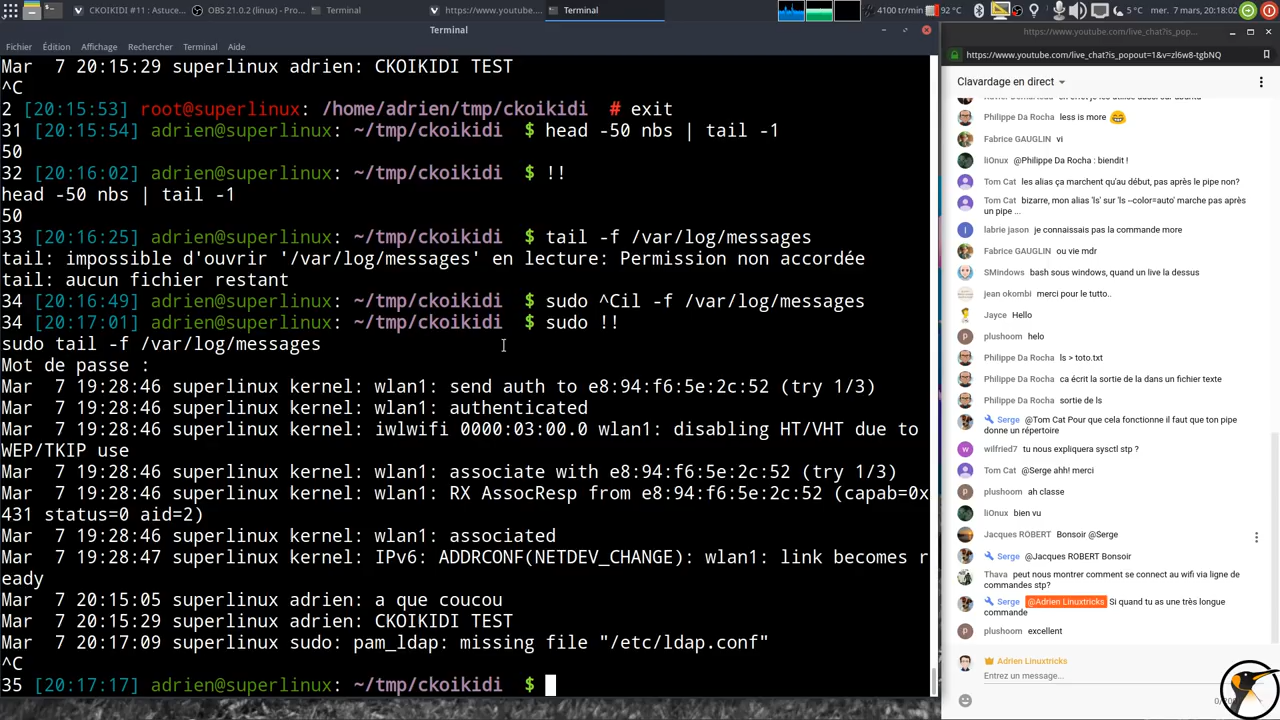 CKOIKIDI #11 : Astuce...
OBS 21.0.2 (linux) - Pro...
Terminal
https://www.youtube....
Terminal
4100 tr/min
92 °C
5 °C
mer. 7 mars, 20:18:02
Terminal
Fichier Édition Affichage Rechercher Terminal Aide
Mar  7 20:15:29 superlinux adrien: CKOIKIDI TEST
^C
2 [20:15:53] root@superlinux: /home/adrien/tmp/ckoikidi  # exit
31 [20:15:54] adrien@superlinux: ~/tmp/ckoikidi  $ head -50 nbs | tail -1
50
32 [20:16:02] adrien@superlinux: ~/tmp/ckoikidi  $ !!
head -50 nbs | tail -1
50
33 [20:16:25] adrien@superlinux: ~/tmp/ckoikidi  $ tail -f /var/log/messages
tail: impossible d'ouvrir '/var/log/messages' en lecture: Permission non accordée
tail: aucun fichier restant
34 [20:16:49] adrien@superlinux: ~/tmp/ckoikidi  $ sudo ^Cil -f /var/log/messages
34 [20:17:01] adrien@superlinux: ~/tmp/ckoikidi  $ sudo !!
sudo tail -f /var/log/messages
Mot de passe :
Mar  7 19:28:46 superlinux kernel: wlan1: send auth to e8:94:f6:5e:2c:52 (try 1/3)
Mar  7 19:28:46 superlinux kernel: wlan1: authenticated
Mar  7 19:28:46 superlinux kernel: iwlwifi 0000:03:00.0 wlan1: disabling HT/VHT due to
WEP/TKIP use
Mar  7 19:28:46 superlinux kernel: wlan1: associate with e8:94:f6:5e:2c:52 (try 1/3)
Mar  7 19:28:46 superlinux kernel: wlan1: RX AssocResp from e8:94:f6:5e:2c:52 (capab=0x
431 status=0 aid=2)
Mar  7 19:28:46 superlinux kernel: wlan1: associated
Mar  7 19:28:47 superlinux kernel: IPv6: ADDRCONF(NETDEV_CHANGE): wlan1: link becomes r
eady
Mar  7 20:15:05 superlinux adrien: a que coucou
Mar  7 20:15:29 superlinux adrien: CKOIKIDI TEST
Mar  7 20:17:09 superlinux sudo: pam_ldap: missing file "/etc/ldap.conf"
^C
35 [20:17:17] adrien@superlinux: ~/tmp/ckoikidi  $
https://www.youtube.com/live_chat?is_pop...
https://www.youtube.com/live_chat?is_popout=1&v=zl6w8-tgbNQ
Clavardage en direct
Philippe Da Rocha less is more
Fabrice GAUGLIN vi
liOnux @Philippe Da Rocha : biendit !
Tom Cat les alias ça marchent qu'au début, pas après le pipe non?
Tom Cat bizarre, mon alias 'ls' sur 'ls --color=auto' marche pas après
un pipe ...
labrie jason je connaissais pas la commande more
Fabrice GAUGLIN ou vie mdr
SMindows bash sous windows, quand un live la dessus
jean okombi merci pour le tutto..
Jayce Hello
plushoom helo
Philippe Da Rocha ls > toto.txt
Philippe Da Rocha ca écrit la sortie de la dans un fichier texte
Philippe Da Rocha sortie de ls
Serge @Tom Cat Pour que cela fonctionne il faut que ton pipe
donne un répertoire
wilfried7 tu nous expliquera sysctl stp ?
Tom Cat @Serge ahh! merci
plushoom ah classe
liOnux bien vu
Jacques ROBERT Bonsoir @Serge
Serge @Jacques ROBERT Bonsoir
Thava peut nous montrer comment se connect au wifi via ligne de
commandes stp?
Serge @Adrien Linuxtricks Si quand tu as une très longue
commande
plushoom excellent
Adrien Linuxtricks
Entrez un message...